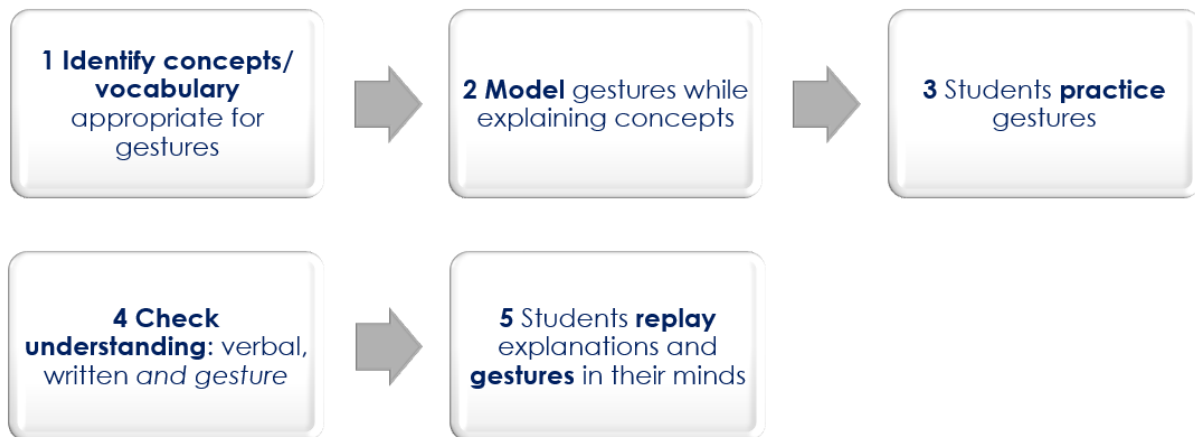 1 Identify concepts/
vocabulary
appropriate for
gestures
2 Model gestures while
explaining concepts
3 Students practice
gestures
4 Check
understanding: verbal,
written and gesture
5 Students replay
explanations and
gestures in their minds